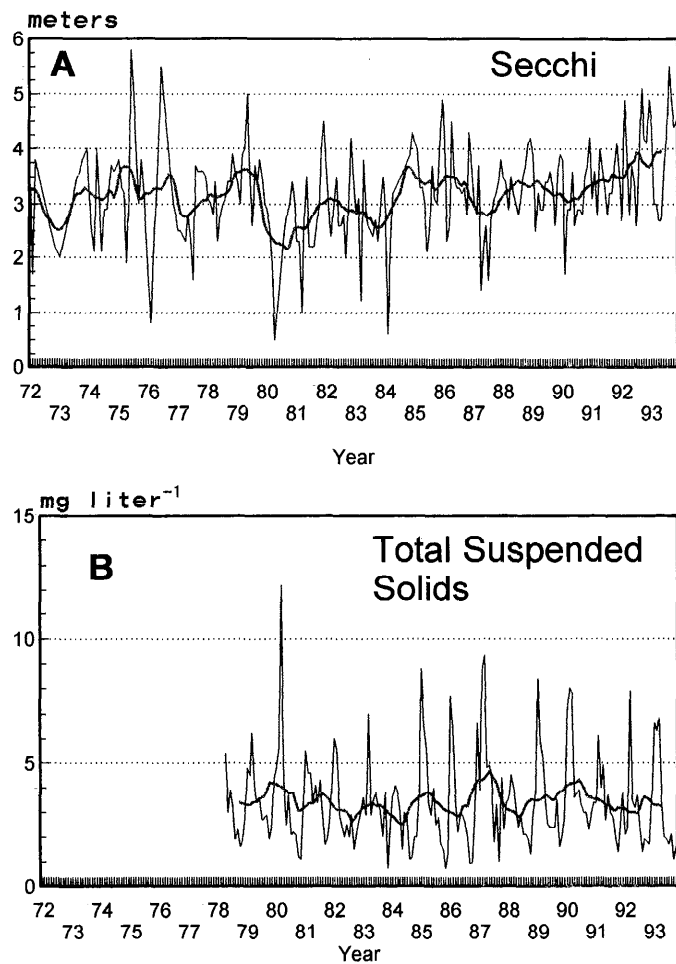 meters
A
Secchi
6
5
4
3
2
1
0
72 74 76 78 80 82 84 86 88 90 92
73 75 77 79 81 83 85 87 89 91 93
Year
mg liter⁻¹
B
Total Suspended
Solids
15
10
5
0
72 74 76 78 80 82 84 86 88 90 92
73 75 77 79 81 83 85 87 89 91 93
Year